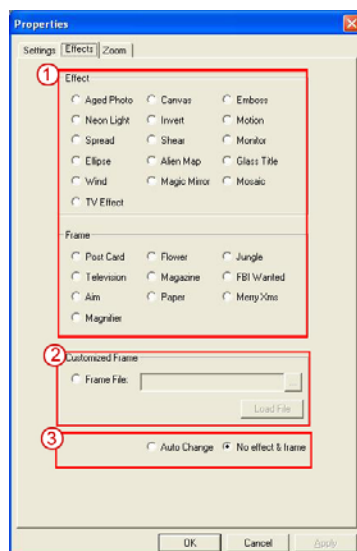 Properties
Settings Effects Zoom
1
Effect
Aged Photo Canvas Emboss
Neon Light Invert Motion
Spread Shear Monitor
Ellipse Alien Map Glass Title
Wind Magic Mirror Mosaic
TV Effect
Frame
Post Card Flower Jungle
Television Magazine FBI Wanted
Aim Paper Merry Xms
Magnifier
2
Customized Frame
Frame File: ...
Load File
3
Auto Change No effect & frame
OK Cancel Apply